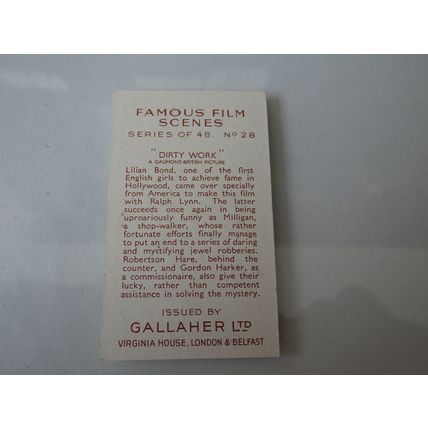 FAMOUS FILM
SCENES
SERIES OF 48. Nº 28
"DIRTY WORK"
A GAUMONT-BRITISH PICTURE
Lilian Bond, one of the first
English girls to achieve fame in
Hollywood, came over specially
from America to make this film
with Ralph Lynn. The latter
succeeds once again in being
uproariously funny as Milligan,
a shop-walker, whose rather
fortunate efforts finally manage
to put an end to a series of daring
and mystifying jewel robberies.
Robertson Hare, behind the
counter, and Gordon Harker, as
a commissionaire, also give their
lucky, rather than competent
assistance in solving the mystery.
ISSUED BY
GALLAHER LTD
VIRGINIA HOUSE, LONDON & BELFAST